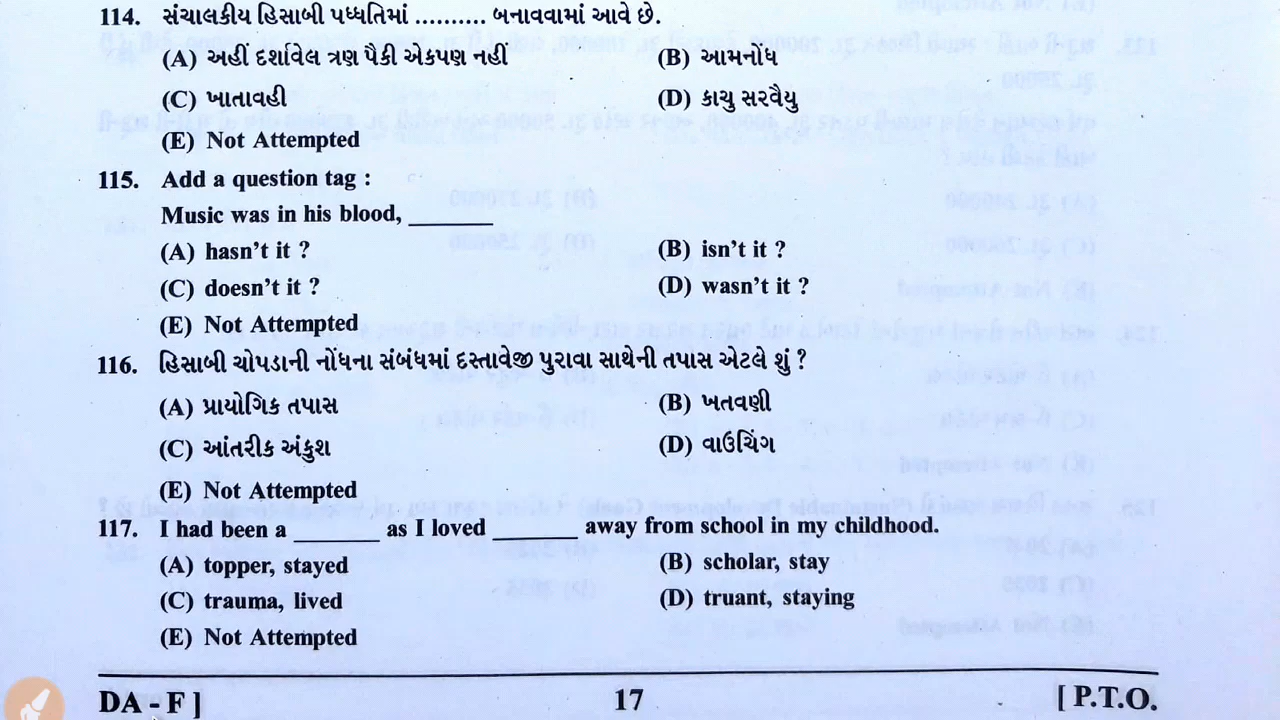 114. સંચાલકીય હિસાબી પધ્ધતિમાં .......... બનાવવામાં આવે છે.
(A) અહીં દર્શાવેલ ત્રણ પૈકી એકપણ નહીં (B) આમનોંધ
(C) ખાતાવહી (D) કાચુ સરવૈયુ
(E) Not Attempted
115. Add a question tag :
Music was in his blood, _______
(A) hasn't it ? (B) isn't it ?
(C) doesn't it ? (D) wasn't it ?
(E) Not Attempted
116. હિસાબી ચોપડાની નોંધના સંબંધમાં દસ્તાવેજી પુરાવા સાથેની તપાસ એટલે શું ?
(A) પ્રાયોગિક તપાસ (B) ખતવણી
(C) આંતરીક અંકુશ (D) વાઉચિંગ
(E) Not Attempted
117. I had been a _______ as I loved _______ away from school in my childhood.
(A) topper, stayed (B) scholar, stay
(C) trauma, lived (D) truant, staying
(E) Not Attempted
DA - F ] 17 [ P.T.O.